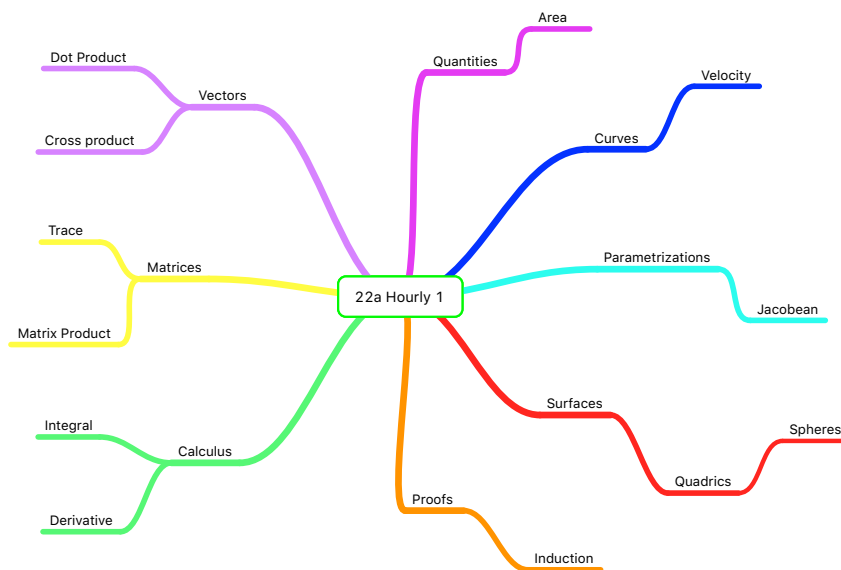 Area
Dot Product
Quantities
Velocity
Vectors
Curves
Cross product
Trace
Parametrizations
Matrices
22a Hourly 1
Jacobean
Matrix Product
Surfaces
Integral
Spheres
Calculus
Quadrics
Proofs
Derivative
Induction